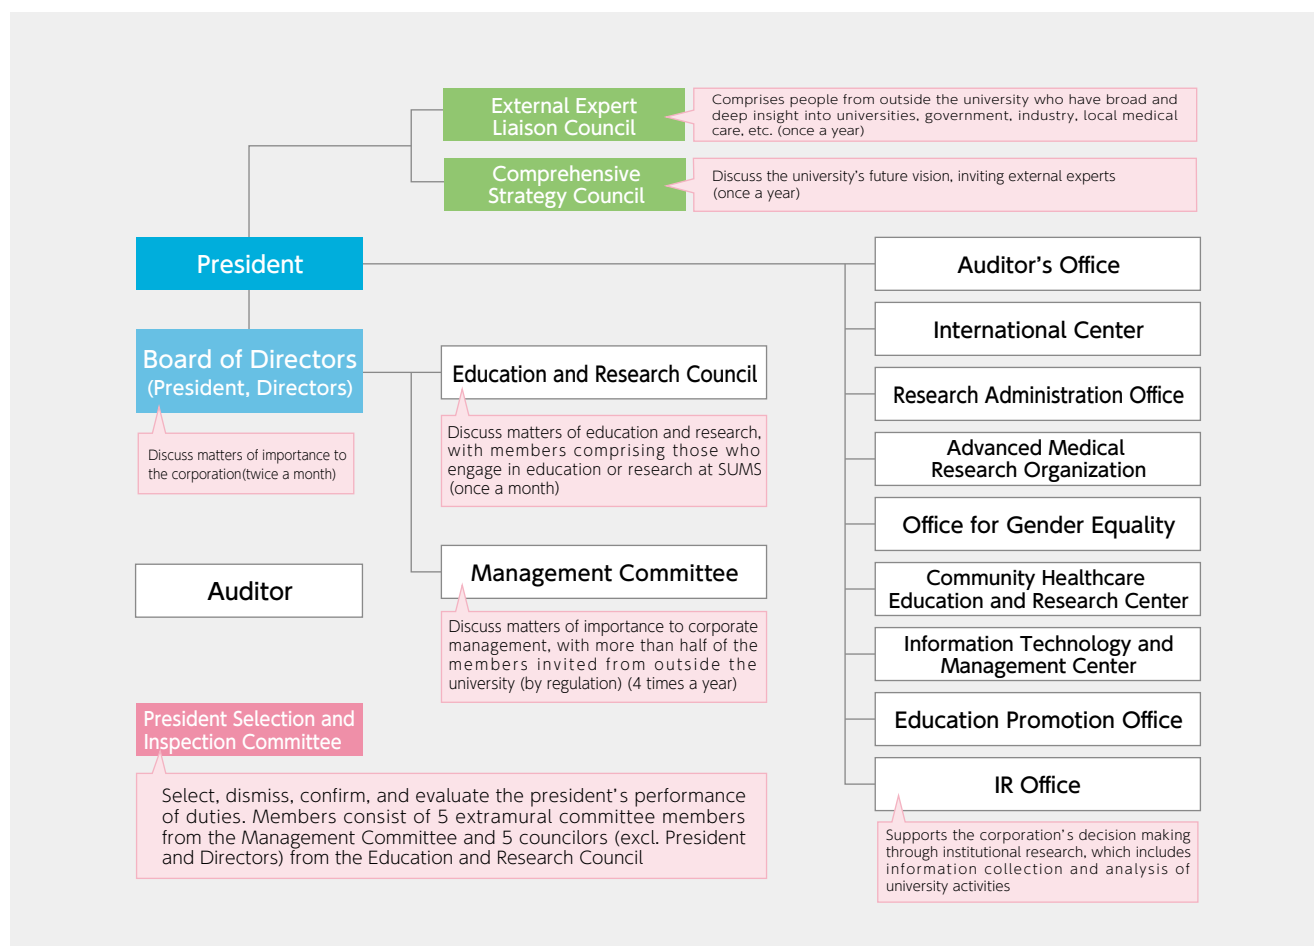 External Expert
Liaison Council
Comprises people from outside the university who have broad and
deep insight into universities, government, industry, local medical
care, etc. (once a year)
Comprehensive
Strategy Council
Discuss the university's future vision, inviting external experts
(once a year)
President
Board of Directors
(President, Directors)
Discuss matters of importance to
the corporation(twice a month)
Education and Research Council
Discuss matters of education and research,
with members comprising those who
engage in education or research at SUMS
(once a month)
Auditor
Management Committee
Discuss matters of importance to corporate
management, with more than half of the
members invited from outside the
university (by regulation) (4 times a year)
President Selection and
Inspection Committee
Select, dismiss, confirm, and evaluate the president's performance
of duties. Members consist of 5 extramural committee members
from the Management Committee and 5 councilors (excl. President
and Directors) from the Education and Research Council
Auditor's Office
International Center
Research Administration Office
Advanced Medical
Research Organization
Office for Gender Equality
Community Healthcare
Education and Research Center
Information Technology and
Management Center
Education Promotion Office
IR Office
Supports the corporation's decision making
through institutional research, which includes
information collection and analysis of
university activities